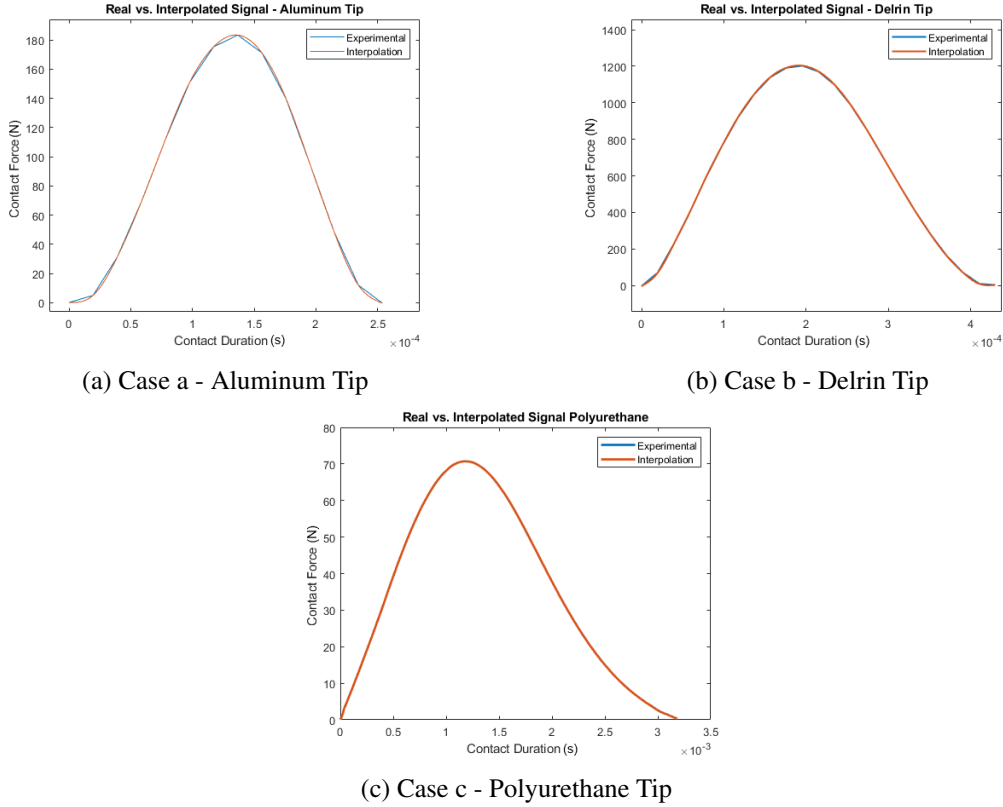 Real vs. Interpolated Signal - Aluminum Tip
Experimental
Interpolation
180
160
140
120
100
80
60
40
20
0
Contact Force (N)
0
0.5
1
1.5
2
2.5
Contact Duration (s)
×10⁻⁴
(a) Case a - Aluminum Tip
Real vs. Interpolated Signal - Delrin Tip
Experimental
Interpolation
1400
1200
1000
800
600
400
200
0
Contact Force (N)
0
1
2
3
4
Contact Duration (s)
×10⁻⁴
(b) Case b - Delrin Tip
Real vs. Interpolated Signal Polyurethane
Experimental
Interpolation
80
70
60
50
40
30
20
10
0
Contact Force (N)
0
0.5
1
1.5
2
2.5
3
3.5
Contact Duration (s)
×10⁻³
(c) Case c - Polyurethane Tip